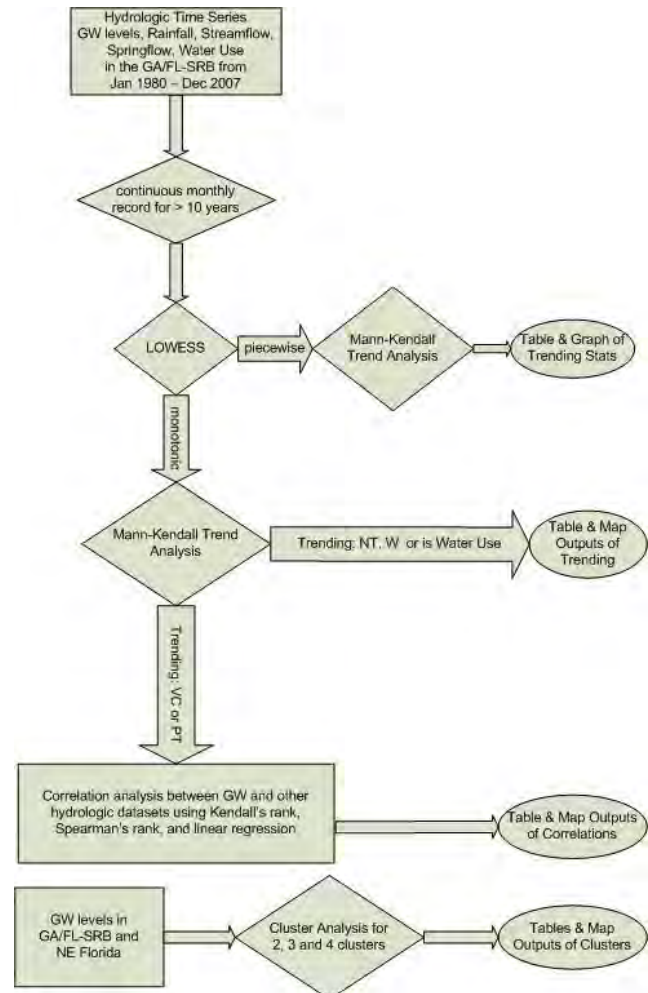 Hydrologic Time Series
GW levels, Rainfall, Streamflow,
Springflow, Water Use
in the GA/FL-SRB from
Jan 1980 – Dec 2007
continuous monthly
record for > 10 years
LOWESS
piecewise
Mann-Kendall
Trend Analysis
Table & Graph of
Trending Stats
monotonic
Mann-Kendall Trend
Analysis
Trending: NT, W or is Water Use
Table & Map
Outputs of
Trending
Trending: VC or PT
Correlation analysis between GW and other
hydrologic datasets using Kendall's rank,
Spearman's rank, and linear regression
Table & Map Outputs
of Correlations
GW levels in
GA/FL-SRB and
NE Florida
Cluster Analysis for
2, 3 and 4 clusters
Tables & Map
Outputs of Clusters